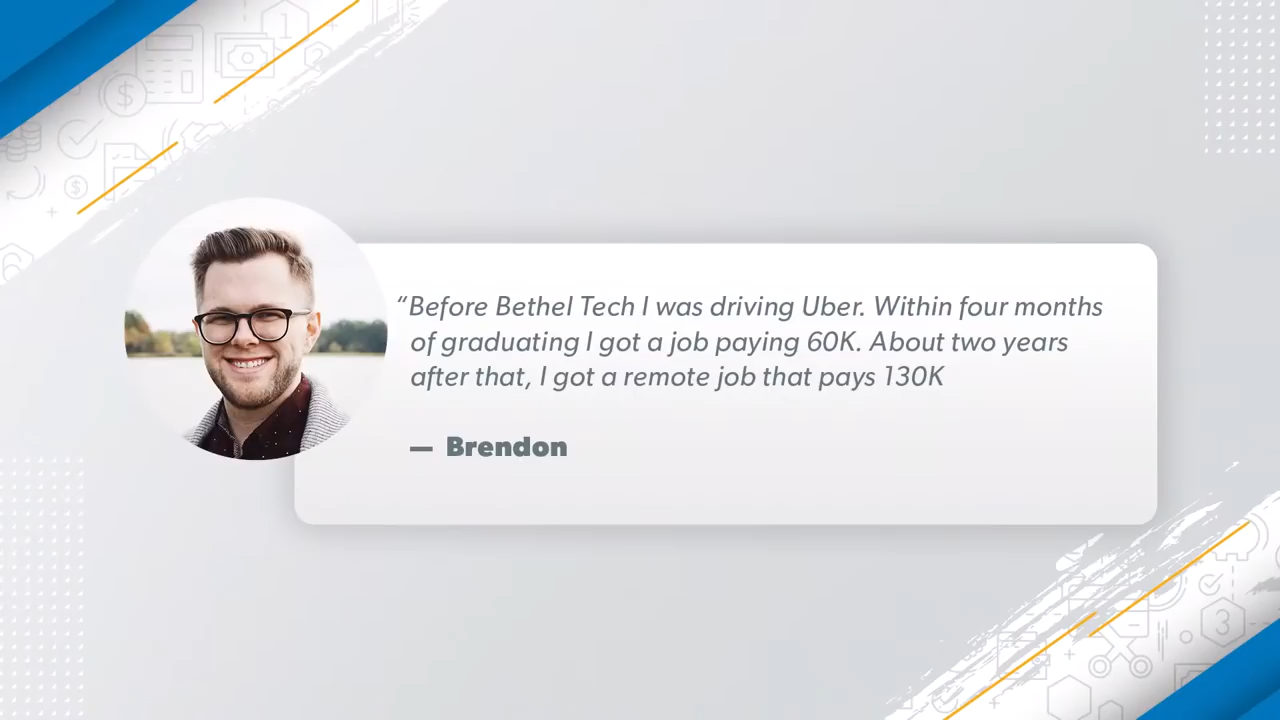 “Before Bethel Tech I was driving Uber. Within four months
of graduating I got a job paying 60K. About two years
after that, I got a remote job that pays 130K
— Brendon